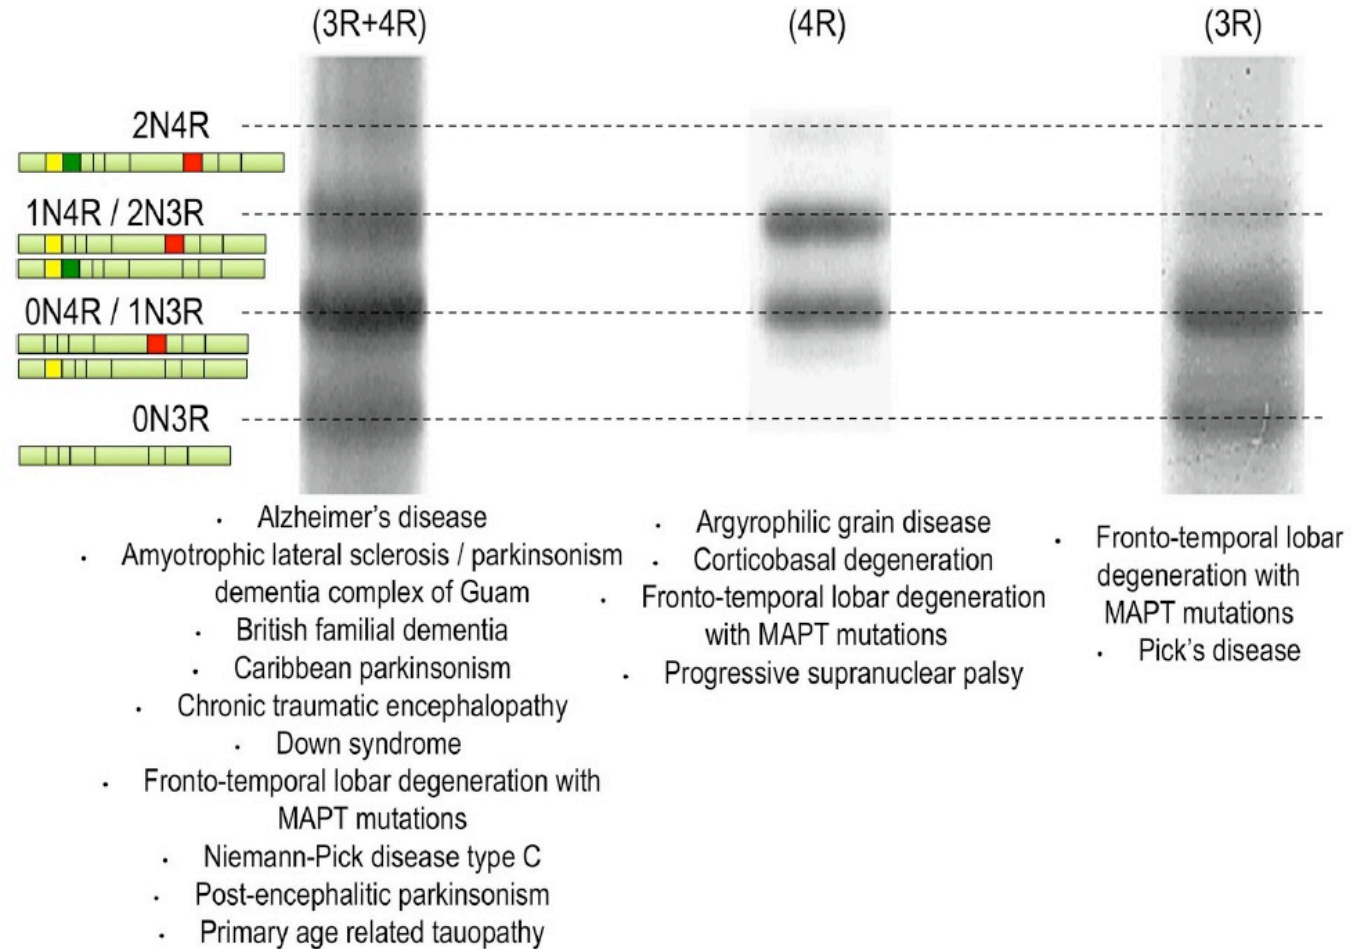 (3R+4R) (4R) (3R)
2N4R
1N4R / 2N3R
0N4R / 1N3R
0N3R
· Alzheimer's disease
· Amyotrophic lateral sclerosis / parkinsonism
dementia complex of Guam
· British familial dementia
· Caribbean parkinsonism
· Chronic traumatic encephalopathy
· Down syndrome
· Fronto-temporal lobar degeneration with
MAPT mutations
· Niemann-Pick disease type C
· Post-encephalitic parkinsonism
· Primary age related tauopathy
· Argyrophilic grain disease
· Corticobasal degeneration
· Fronto-temporal lobar degeneration
with MAPT mutations
· Progressive supranuclear palsy
· Fronto-temporal lobar
degeneration with
MAPT mutations
· Pick's disease